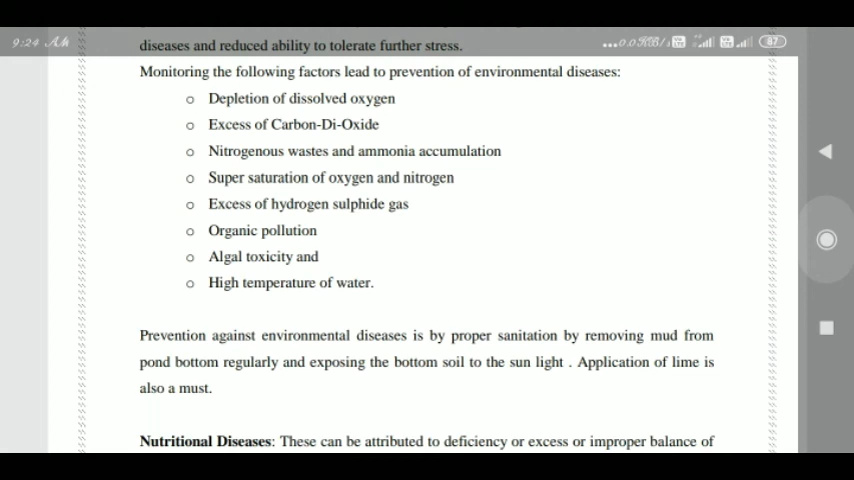 9:24 AM
...0.0KB/s
87
diseases and reduced ability to tolerate further stress.
Monitoring the following factors lead to prevention of environmental diseases:
o Depletion of dissolved oxygen
o Excess of Carbon-Di-Oxide
o Nitrogenous wastes and ammonia accumulation
o Super saturation of oxygen and nitrogen
o Excess of hydrogen sulphide gas
o Organic pollution
o Algal toxicity and
o High temperature of water.
Prevention against environmental diseases is by proper sanitation by removing mud from
pond bottom regularly and exposing the bottom soil to the sun light . Application of lime is
also a must.
Nutritional Diseases: These can be attributed to deficiency or excess or improper balance of